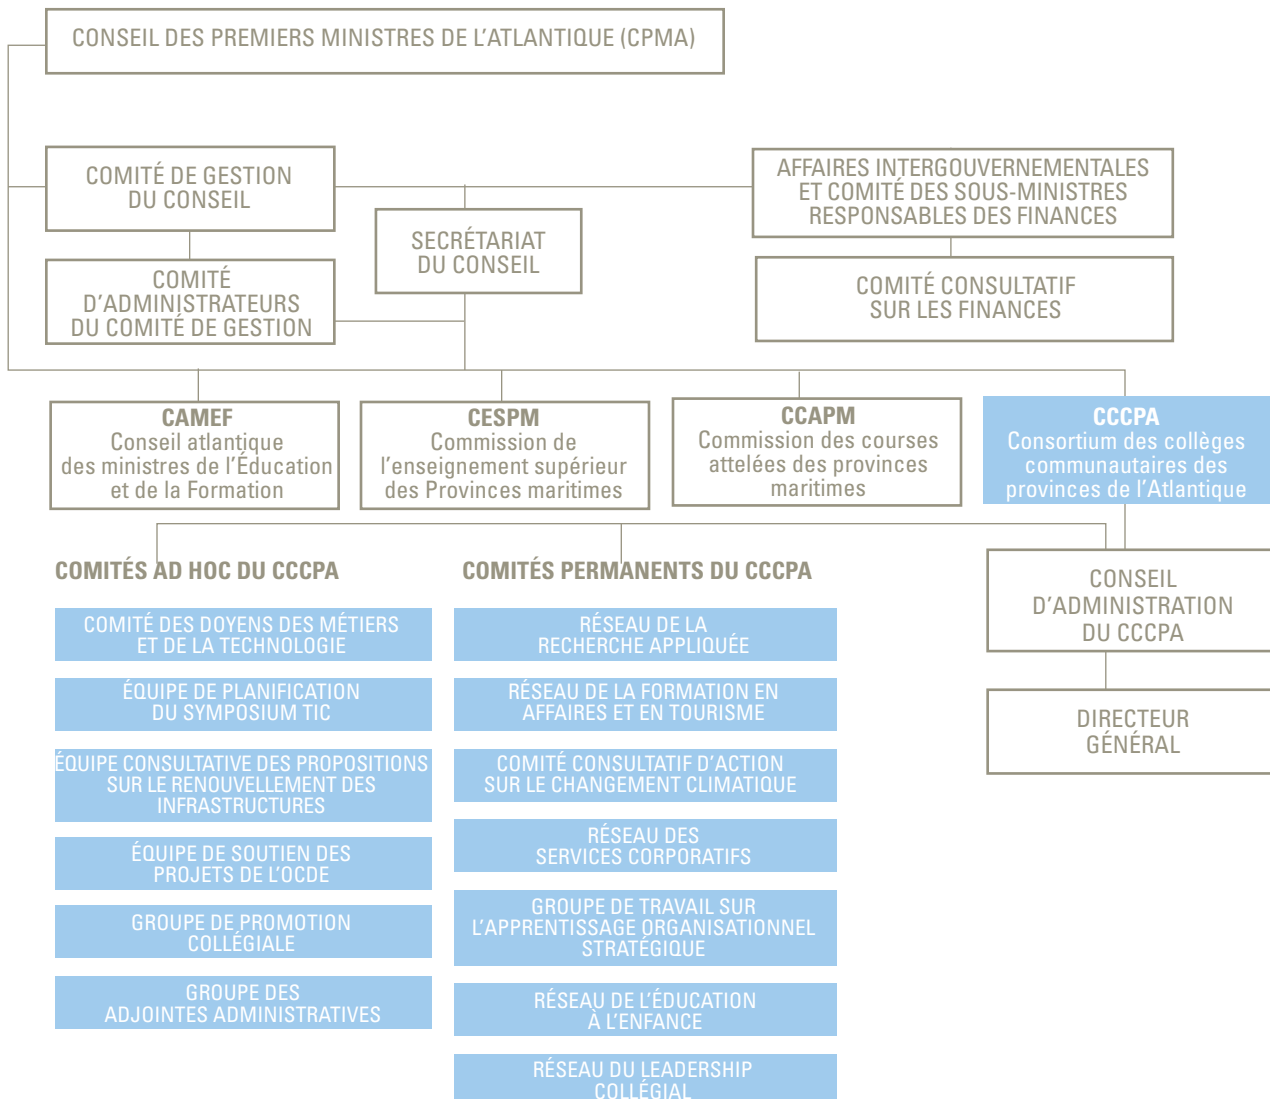 CONSEIL DES PREMIERS MINISTRES DE L'ATLANTIQUE (CPMA)
COMITÉ DE GESTION
DU CONSEIL
AFFAIRES INTERGOUVERNEMENTALES
ET COMITÉ DES SOUS-MINISTRES
RESPONSABLES DES FINANCES
SECRÉTARIAT
DU CONSEIL
COMITÉ
D'ADMINISTRATEURS
DU COMITÉ DE GESTION
COMITÉ CONSULTATIF
SUR LES FINANCES
CAMEF
Conseil atlantique
des ministres de l'Éducation
et de la Formation
CESPM
Commission de
l'enseignement supérieur
des Provinces maritimes
CCAPM
Commission des courses
attelées des provinces
maritimes
CCCPA
Consortium des collèges
communautaires des
provinces de l'Atlantique
COMITÉS AD HOC DU CCCPA
COMITÉ DES DOYENS DES MÉTIERS
ET DE LA TECHNOLOGIE
ÉQUIPE DE PLANIFICATION
DU SYMPOSIUM TIC
ÉQUIPE CONSULTATIVE DES PROPOSITIONS
SUR LE RENOUVELLEMENT DES
INFRASTRUCTURES
ÉQUIPE DE SOUTIEN DES
PROJETS DE L'OCDE
GROUPE DE PROMOTION
COLLÉGIALE
GROUPE DES
ADJOINTES ADMINISTRATIVES
COMITÉS PERMANENTS DU CCCPA
RÉSEAU DE LA
RECHERCHE APPLIQUÉE
RÉSEAU DE LA FORMATION EN
AFFAIRES ET EN TOURISME
COMITÉ CONSULTATIF D'ACTION
SUR LE CHANGEMENT CLIMATIQUE
RÉSEAU DES
SERVICES CORPORATIFS
GROUPE DE TRAVAIL SUR
L'APPRENTISSAGE ORGANISATIONNEL
STRATÉGIQUE
RÉSEAU DE L'ÉDUCATION
À L'ENFANCE
RÉSEAU DU LEADERSHIP
COLLÉGIAL
CONSEIL
D'ADMINISTRATION
DU CCCPA
DIRECTEUR
GÉNÉRAL